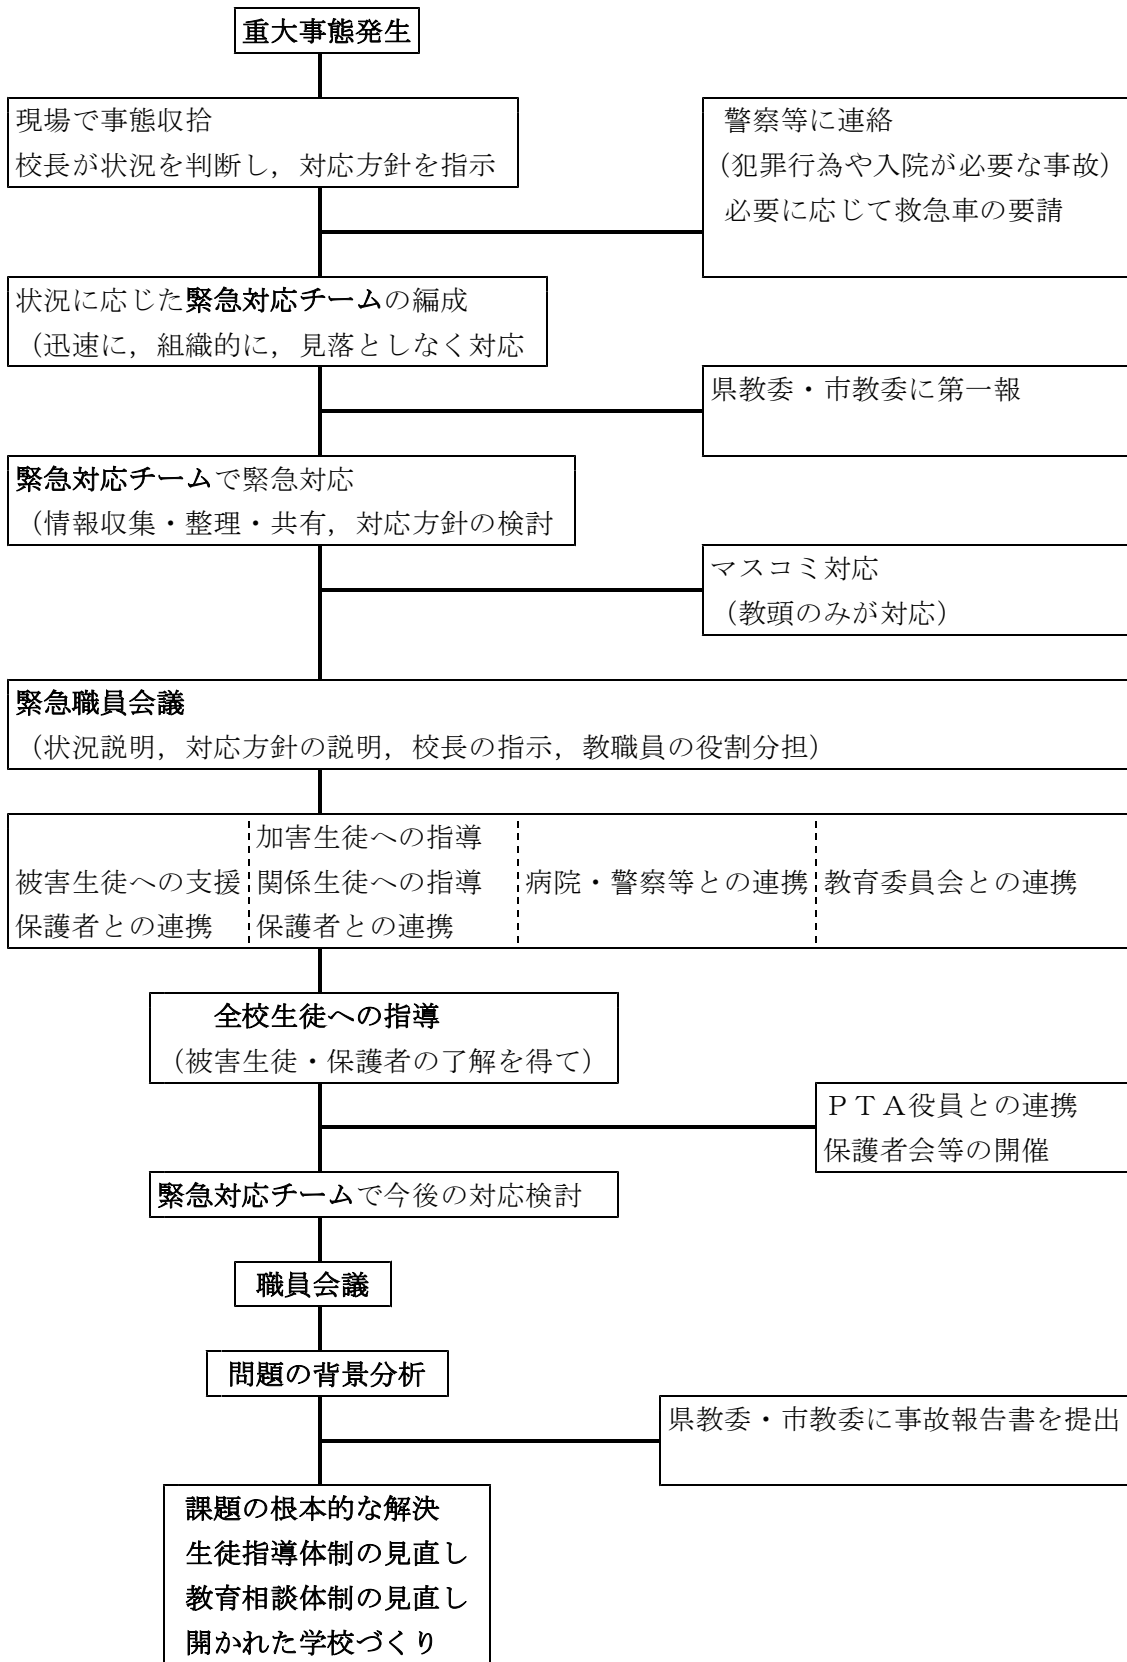 重大事態発生
現場で事態収拾
校長が状況を判断し，対応方針を指示
警察等に連絡
（犯罪行為や入院が必要な事故）
必要に応じて救急車の要請
状況に応じた緊急対応チームの編成
（迅速に，組織的に，見落としなく対応
県教委・市教委に第一報
緊急対応チームで緊急対応
（情報収集・整理・共有，対応方針の検討
マスコミ対応
（教頭のみが対応）
緊急職員会議
（状況説明，対応方針の説明，校長の指示，教職員の役割分担）
被害生徒への支援
保護者との連携
加害生徒への指導
関係生徒への指導
保護者との連携
病院・警察等との連携
教育委員会との連携
全校生徒への指導
（被害生徒・保護者の了解を得て）
ＰＴＡ役員との連携
保護者会等の開催
緊急対応チームで今後の対応検討
職員会議
問題の背景分析
県教委・市教委に事故報告書を提出
課題の根本的な解決
生徒指導体制の見直し
教育相談体制の見直し
開かれた学校づくり